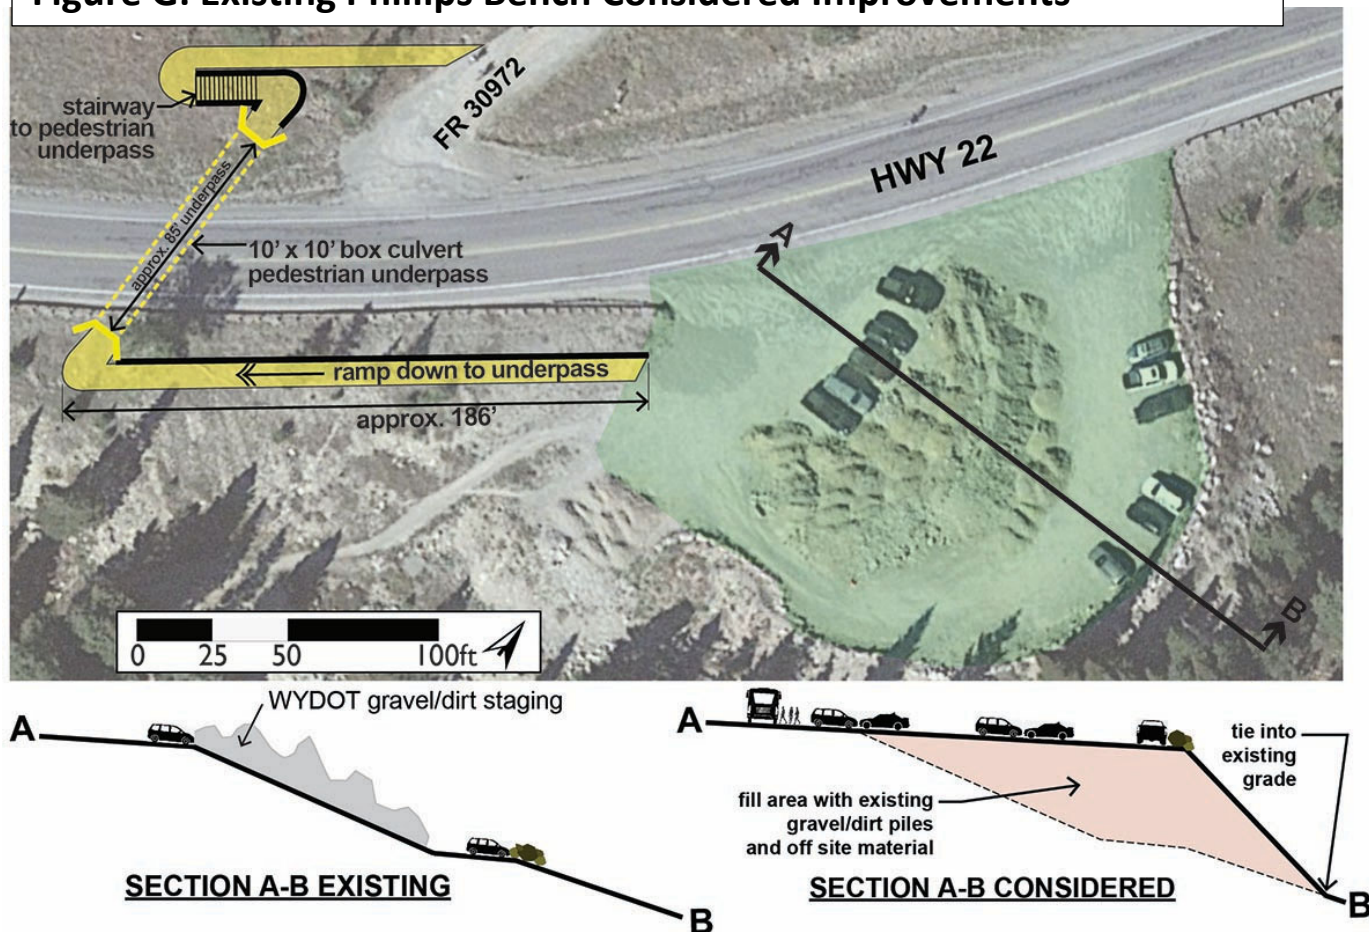 Figure G: Existing Phillips Bench Considered Improvements
stairway
to pedestrian
underpass
FR 30972
HWY 22
approx. 85' underpass
10' x 10' box culvert
pedestrian underpass
A
ramp down to underpass
approx. 186'
B
0 25 50 100ft
WYDOT gravel/dirt staging
A
B
SECTION A-B EXISTING
A
tie into
existing
grade
fill area with existing
gravel/dirt piles
and off site material
B
SECTION A-B CONSIDERED